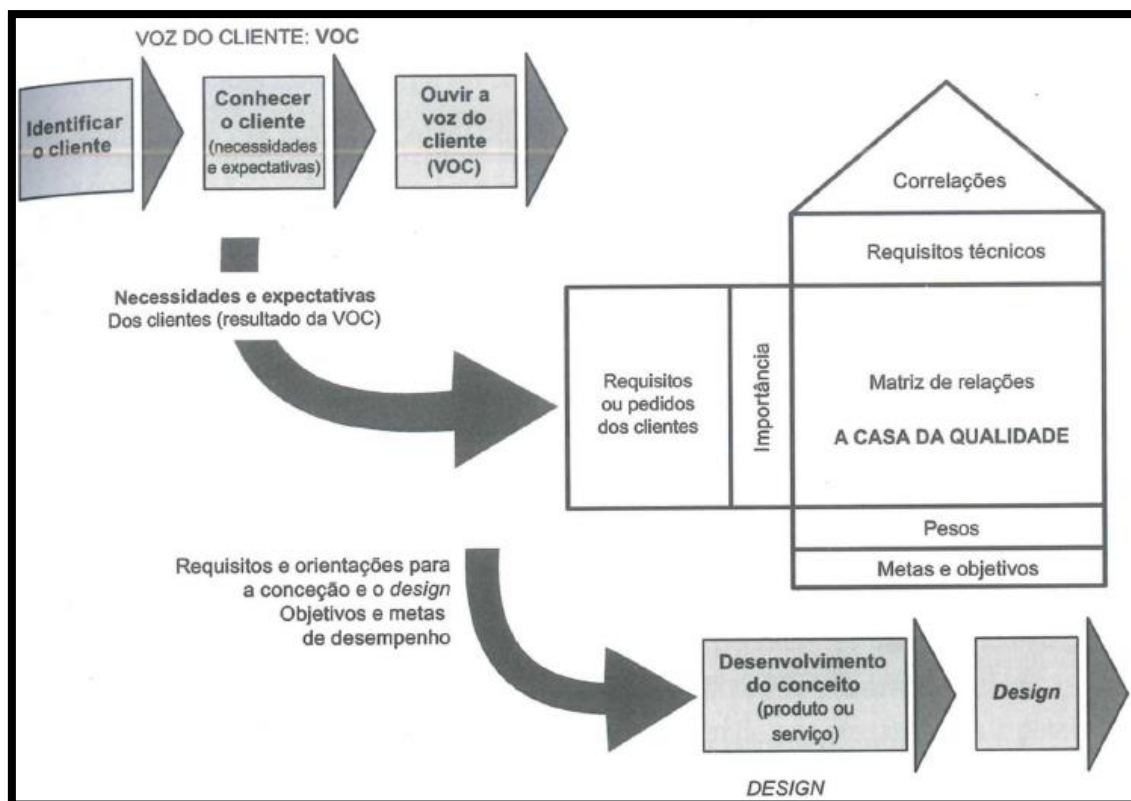 VOZ DO CLIENTE: VOC
Identificar
o cliente
Conhecer
o cliente
(necessidades
e expectativas)
Ouvir a
voz do
cliente
(VOC)
Necessidades e expectativas
Dos clientes (resultado da VOC)
Correlações
Requisitos técnicos
Requisitos
ou pedidos
dos clientes
Importância
Matriz de relações
A CASA DA QUALIDADE
Pesos
Metas e objetivos
Requisitos e orientações para
a conceção e o design
Objetivos e metas
de desempenho
Desenvolvimento
do conceito
(produto ou
serviço)
Design
DESIGN